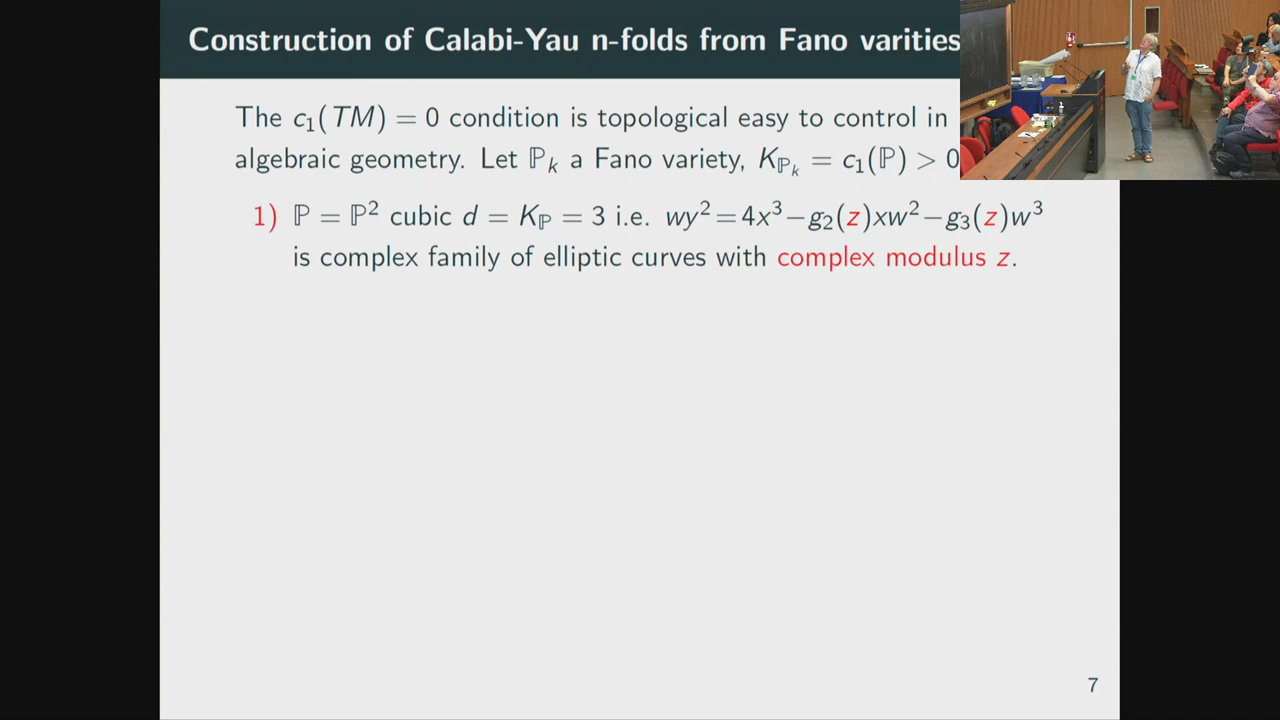 Construction of Calabi-Yau n-folds from Fano varities
The c₁(TM) = 0 condition is topological easy to control in
algebraic geometry. Let ℙₖ a Fano variety, K_{ℙₖ} = c₁(ℙ) > 0
1) ℙ = ℙ² cubic d = K_ℙ = 3 i.e. wy² = 4x³ − g₂(z)xw² − g₃(z)w³
is complex family of elliptic curves with complex modulus z.
7